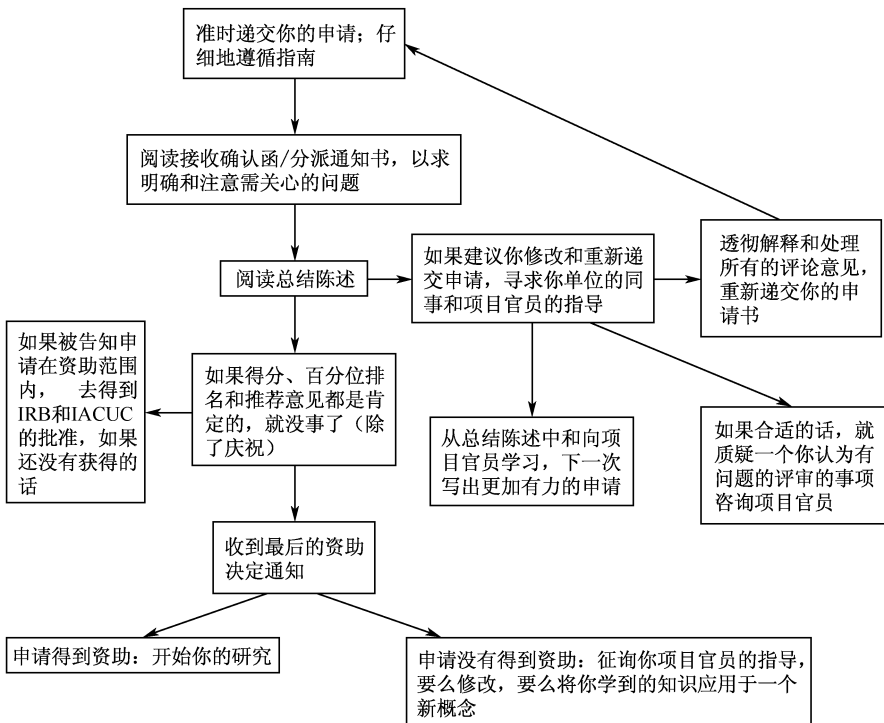 准时递交你的申请；仔
细地遵循指南
阅读接收确认函/分派通知书，以求
明确和注意需关心的问题
阅读总结陈述
如果建议你修改和重新递
交申请，寻求你单位的同
事和项目官员的指导
透彻解释和处理
所有的评论意见，
重新递交你的申
请书
如果被告知申
请在资助范围
内， 去得到
IRB和IACUC
的批准，如果
还没有获得的
话
如果得分、百分位排
名和推荐意见都是肯
定的，就没事了（除
了庆祝）
从总结陈述中和向项
目官员学习，下一次
写出更加有力的申请
如果合适的话，就
质疑一个你认为有
问题的评审的事项
咨询项目官员
收到最后的资助
决定通知
申请得到资助：开始你的研究
申请没有得到资助：征询你项目官员的指导，
要么修改，要么将你学到的知识应用于一个
新概念